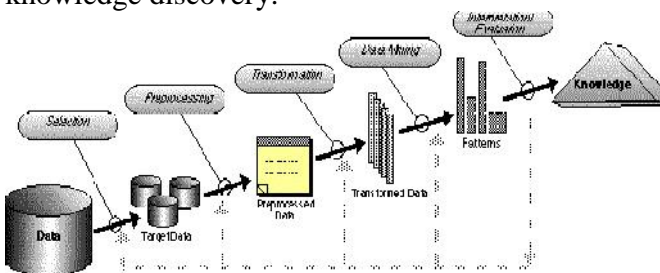 knowledge discovery.
Interpretation/
Evaluation
Data Mining
Transformation
Preprocessing
Selection
Knowledge
Patterns
Transformed Data
Preprocessed
Data
Target Data
Data